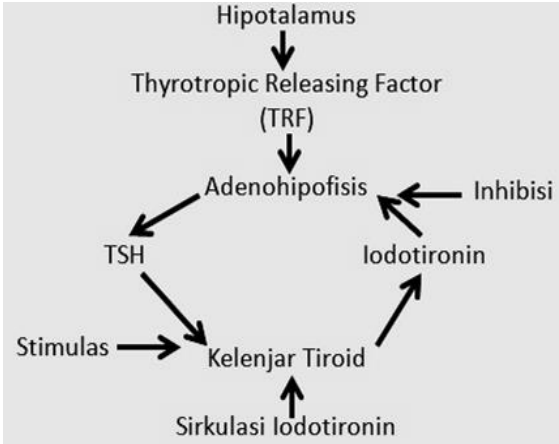 Hipotalamus
Thyrotropic Releasing Factor
(TRF)
Adenohipofisis
Inhibisi
TSH
Iodotironin
Stimulas
Kelenjar Tiroid
Sirkulasi Iodotironin